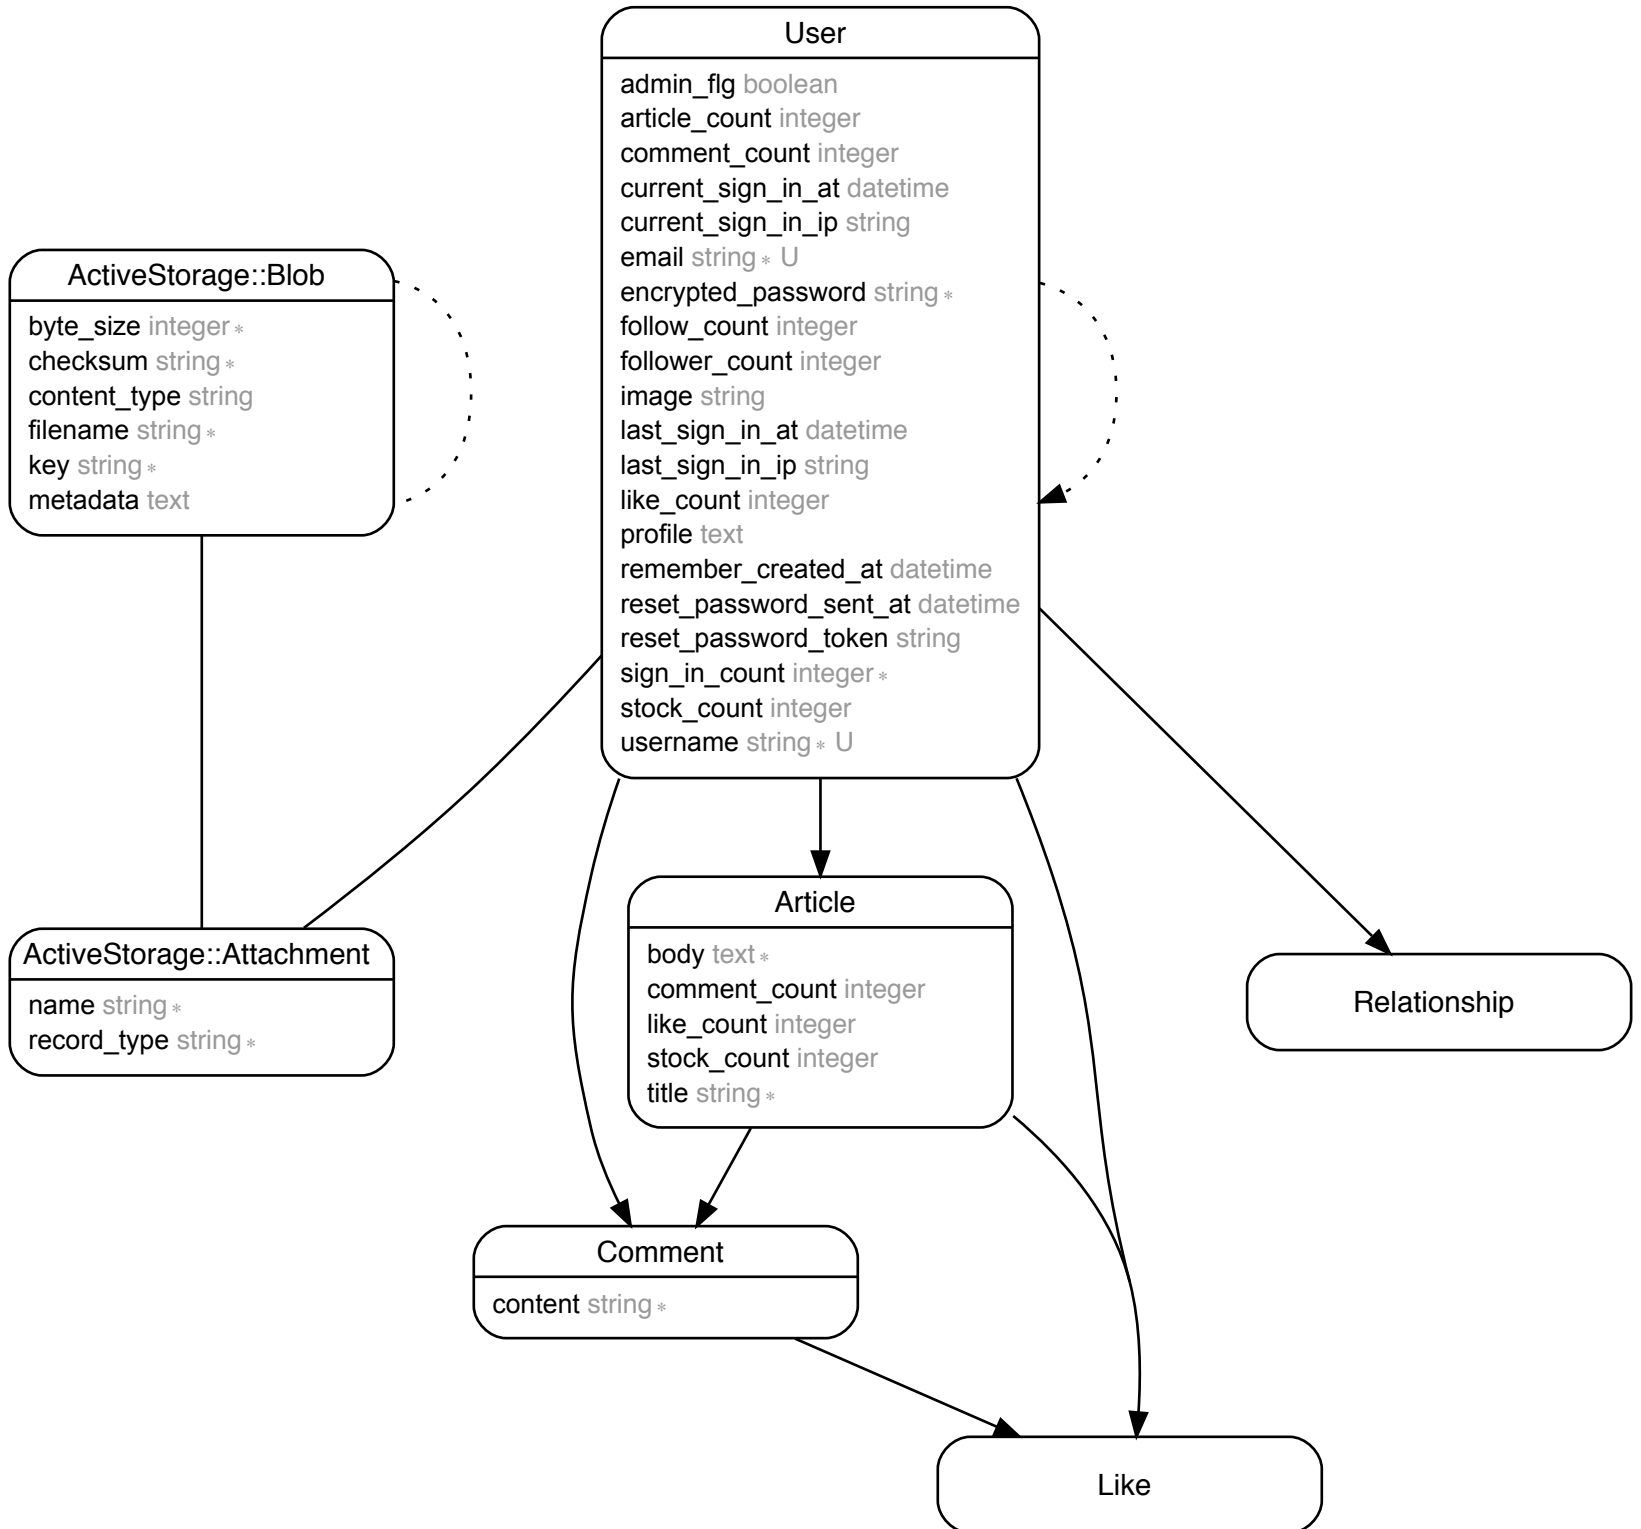 User
admin_flg boolean
article_count integer
comment_count integer
current_sign_in_at datetime
current_sign_in_ip string
email string* U
encrypted_password string*
follow_count integer
follower_count integer
image string
last_sign_in_at datetime
last_sign_in_ip string
like_count integer
profile text
remember_created_at datetime
reset_password_sent_at datetime
reset_password_token string
sign_in_count integer*
stock_count integer
username string* U
ActiveStorage::Blob
byte_size integer*
checksum string*
content_type string
filename string*
key string*
metadata text
ActiveStorage::Attachment
name string*
record_type string*
Article
body text*
comment_count integer
like_count integer
stock_count integer
title string*
Relationship
Comment
content string*
Like